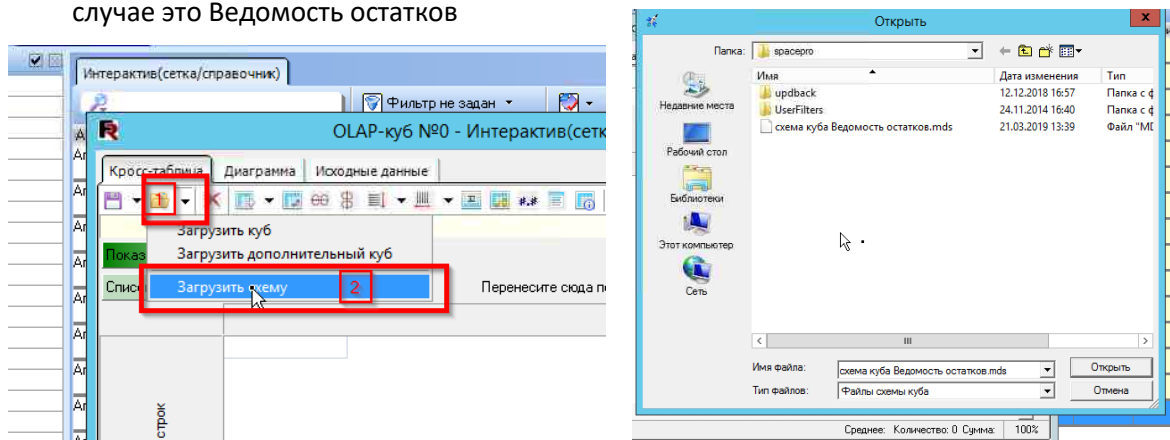 случае это Ведомость остатков
Интерактив(сетка/справочник)
Фильтр не задан
OLAP-куб №0 - Интерактив(сетк
Кросс-таблица Диаграмма Исходные данные
Загрузить куб
Загрузить дополнительный куб
Показ
Списо
Загрузить схему
2
Перенесите сюда п
строк
Открыть
Папка: spacepro
Имя Дата изменения Тип
updback 12.12.2018 16:57 Папка с ф
UserFilters 24.11.2014 16:40 Папка с ф
схема куба Ведомость остатков.mds 21.03.2019 13:39 Файл "MD
Недавние места
Рабочий стол
Библиотеки
Этот компьютер
Сеть
Имя файла: схема куба Ведомость остатков.mds Открыть
Тип файлов: Файлы схемы куба Отмена
Среднее: Количество: 0 Сумма: 100%